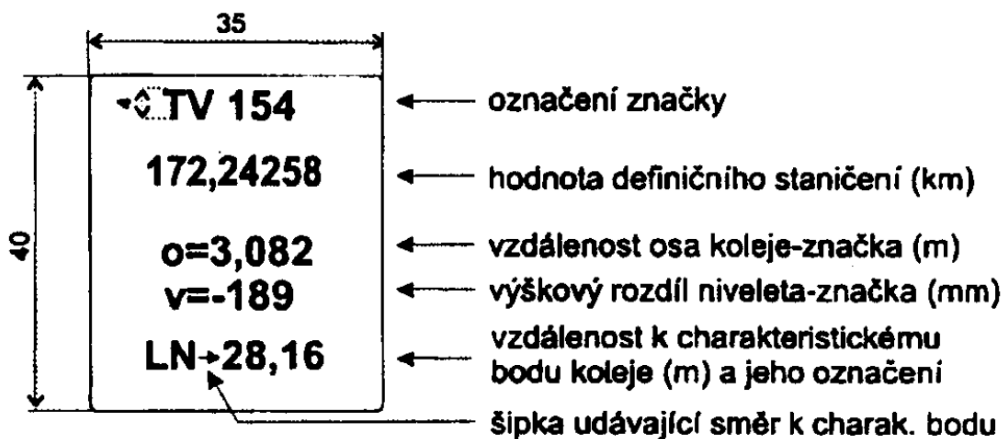 35
40
TV 154
označení značky
172,24258
hodnota definičního staničení (km)
o=3,082
vzdálenost osa koleje-značka (m)
v=-189
výškový rozdíl niveleta-značka (mm)
LN→28,16
vzdálenost k charakteristickému
bodu koleje (m) a jeho označení
šipka udávající směr k charak. bodu